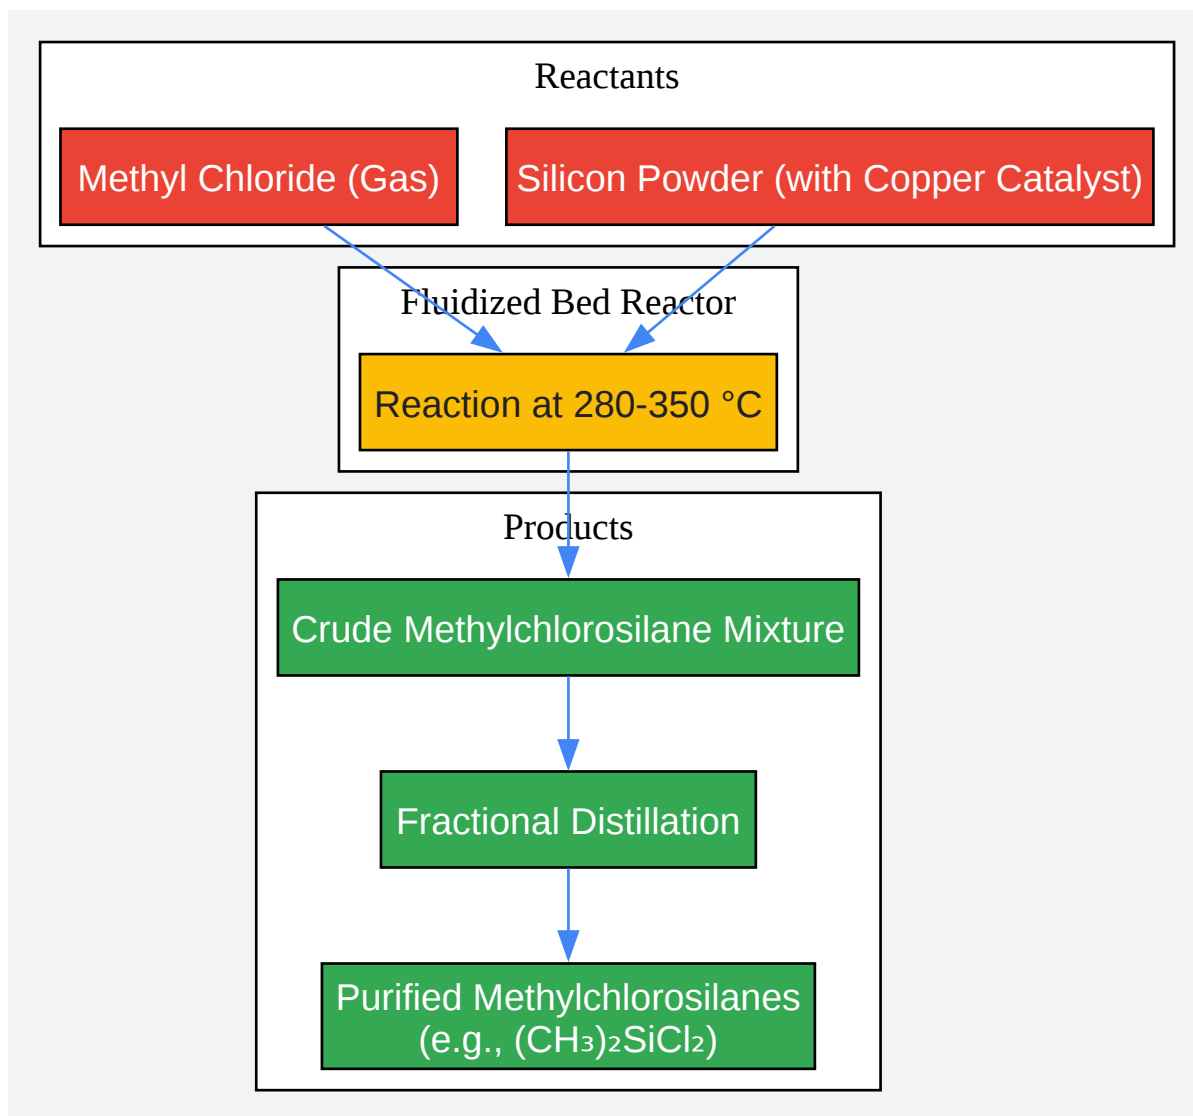 Reactants
Methyl Chloride (Gas)
Silicon Powder (with Copper Catalyst)
Fluidized Bed Reactor
Reaction at 280-350 °C
Products
Crude Methylchlorosilane Mixture
Fractional Distillation
Purified Methylchlorosilanes
(e.g., (CH₃)₂SiCl₂)